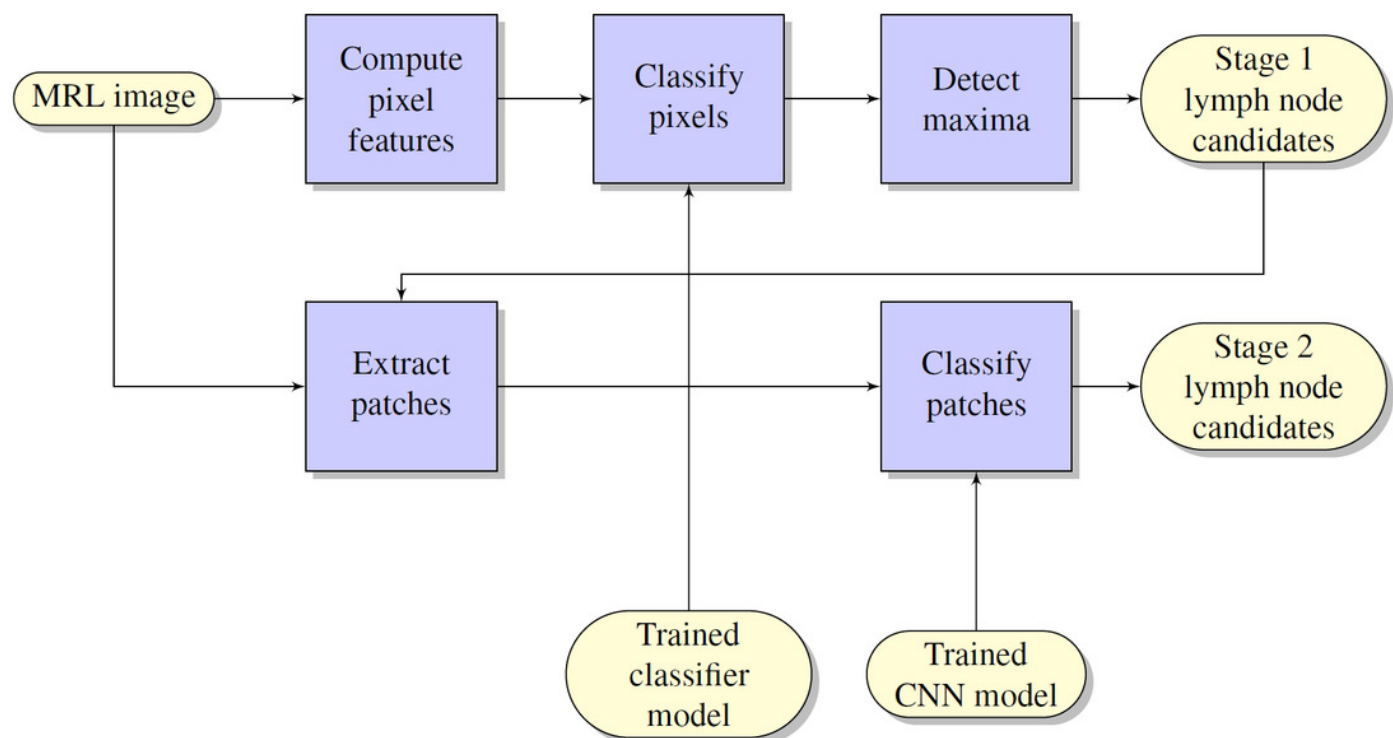 MRL image
Compute
pixel
features
Classify
pixels
Detect
maxima
Stage 1
lymph node
candidates
Extract
patches
Classify
patches
Stage 2
lymph node
candidates
Trained
classifier
model
Trained
CNN model